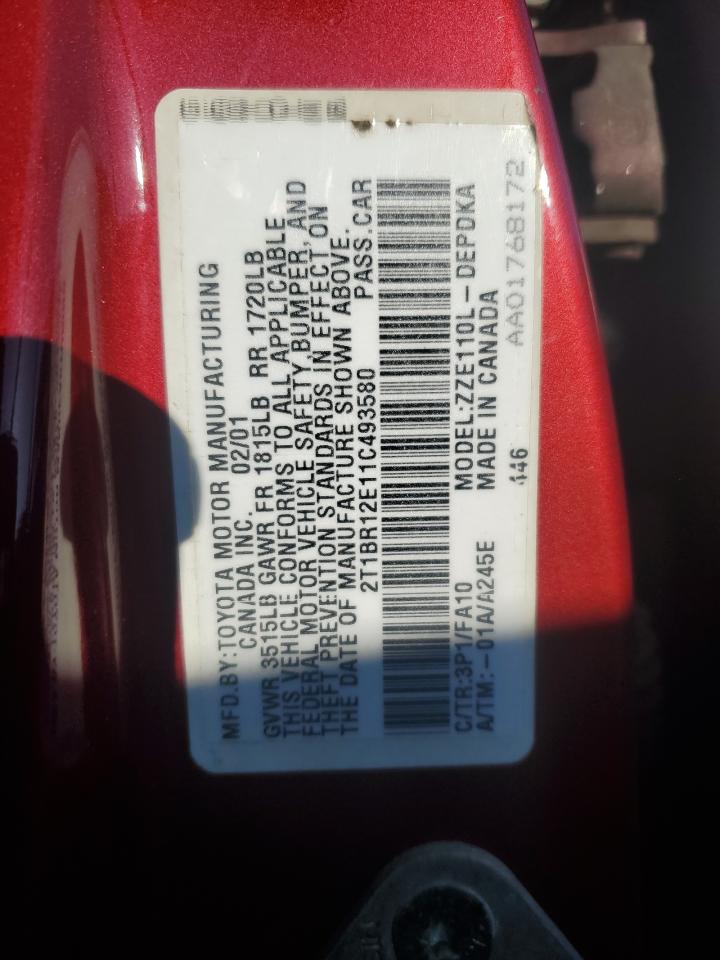 MFD.BY:TOYOTA MOTOR MANUFACTURING
CANADA INC. 02/01
GVWR 3515LB GAWR FR 1815LB RR 1720LB
THIS VEHICLE CONFORMS TO ALL APPLICABLE
FEDERAL MOTOR VEHICLE SAFETY,BUMPER, AND
THEFT PREVENTION STANDARDS IN EFFECT ON
THE DATE OF MANUFACTURE SHOWN ABOVE.
2T1BR12E11C493580 PASS.CAR
C/TR:3P1/FA10 MODEL:ZZE110L-DEPDKA
A/TM:-01A/A245E MADE IN CANADA
446 AA01768172